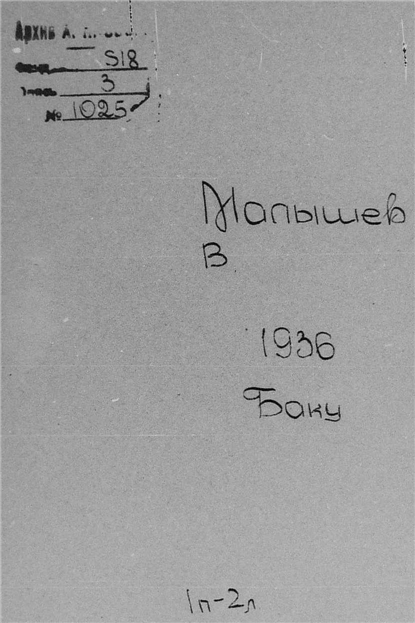 Архив А.
518
3
№ 1025
Малышев
В
1936
Баку
1п-2л